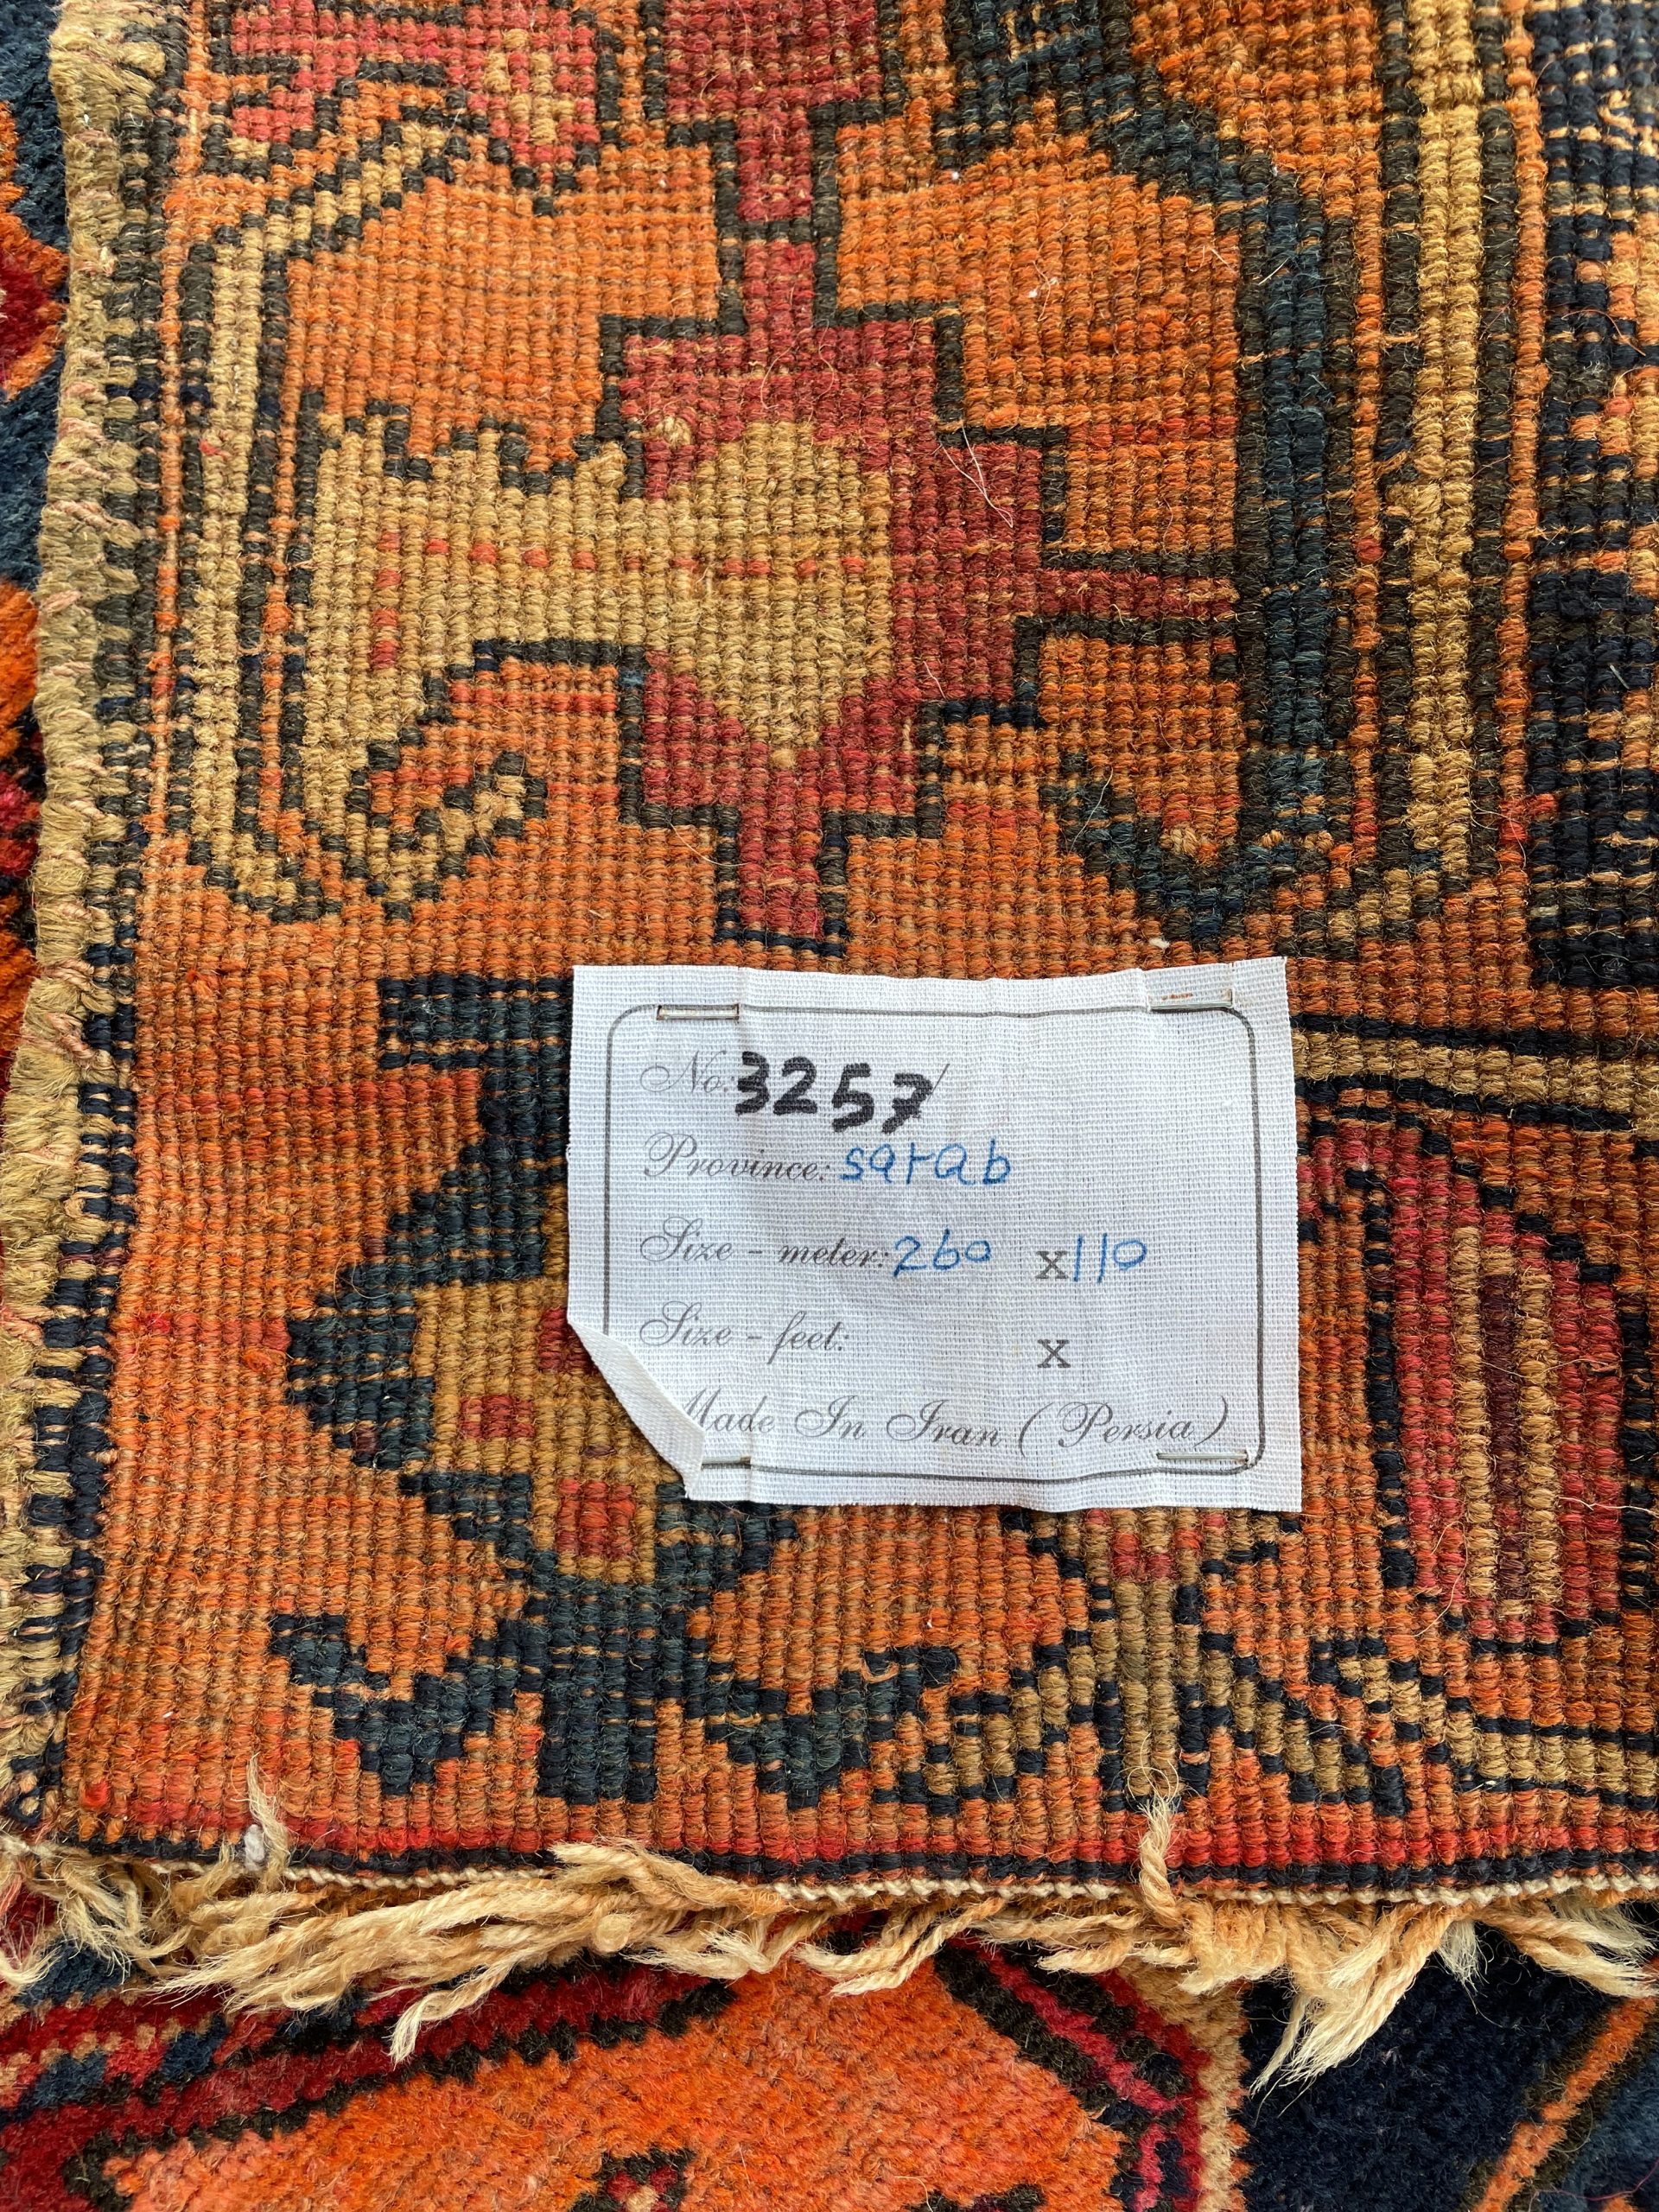 No: 3257
Province: sarab
Size - meter: 260 x 110
Size - feet: x
Made In Iran (Persia)